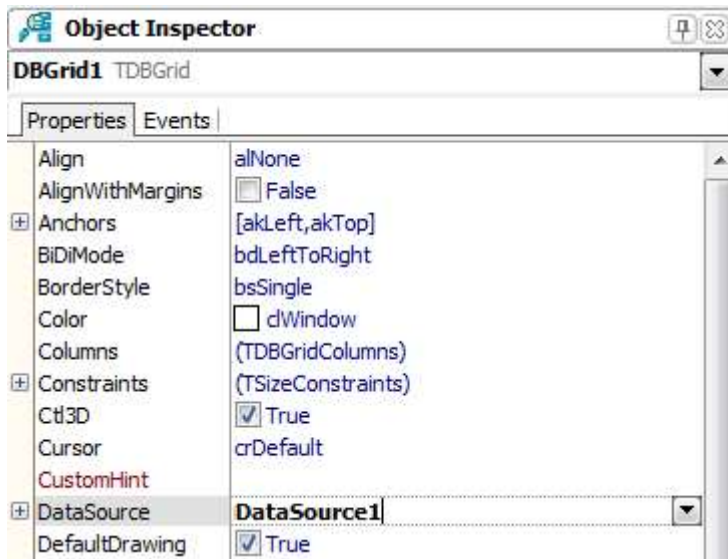 Object Inspector
DBGrid1 TDBGrid
Properties Events
Align alNone
AlignWithMargins False
Anchors [akLeft,akTop]
BiDiMode bdLeftToRight
BorderStyle bsSingle
Color clWindow
Columns (TDBGridColumns)
Constraints (TSizeConstraints)
Ctl3D True
Cursor crDefault
CustomHint
DataSource DataSource1
DefaultDrawing True